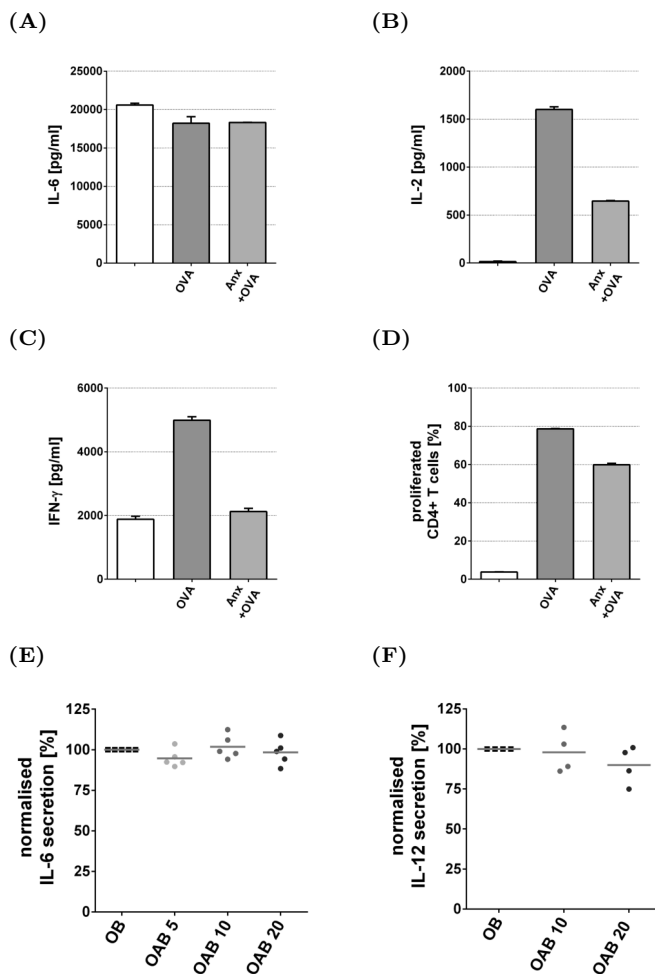 (A)
(B)
IL-6 [pg/ml]
25000
20000
15000
10000
5000
0
OVA
Anx
+OVA
IL-2 [pg/ml]
2000
1500
1000
500
0
OVA
Anx
+OVA
(C)
(D)
IFN-γ [pg/ml]
6000
4000
2000
0
OVA
Anx
+OVA
proliferated
CD4+ T cells [%]
100
80
60
40
20
0
OVA
Anx
+OVA
(E)
(F)
normalised
IL-6 secretion [%]
125
100
75
50
25
0
OB
OAB 5
OAB 10
OAB 20
normalised
IL-12 secretion [%]
125
100
75
50
25
0
OB
OAB 10
OAB 20